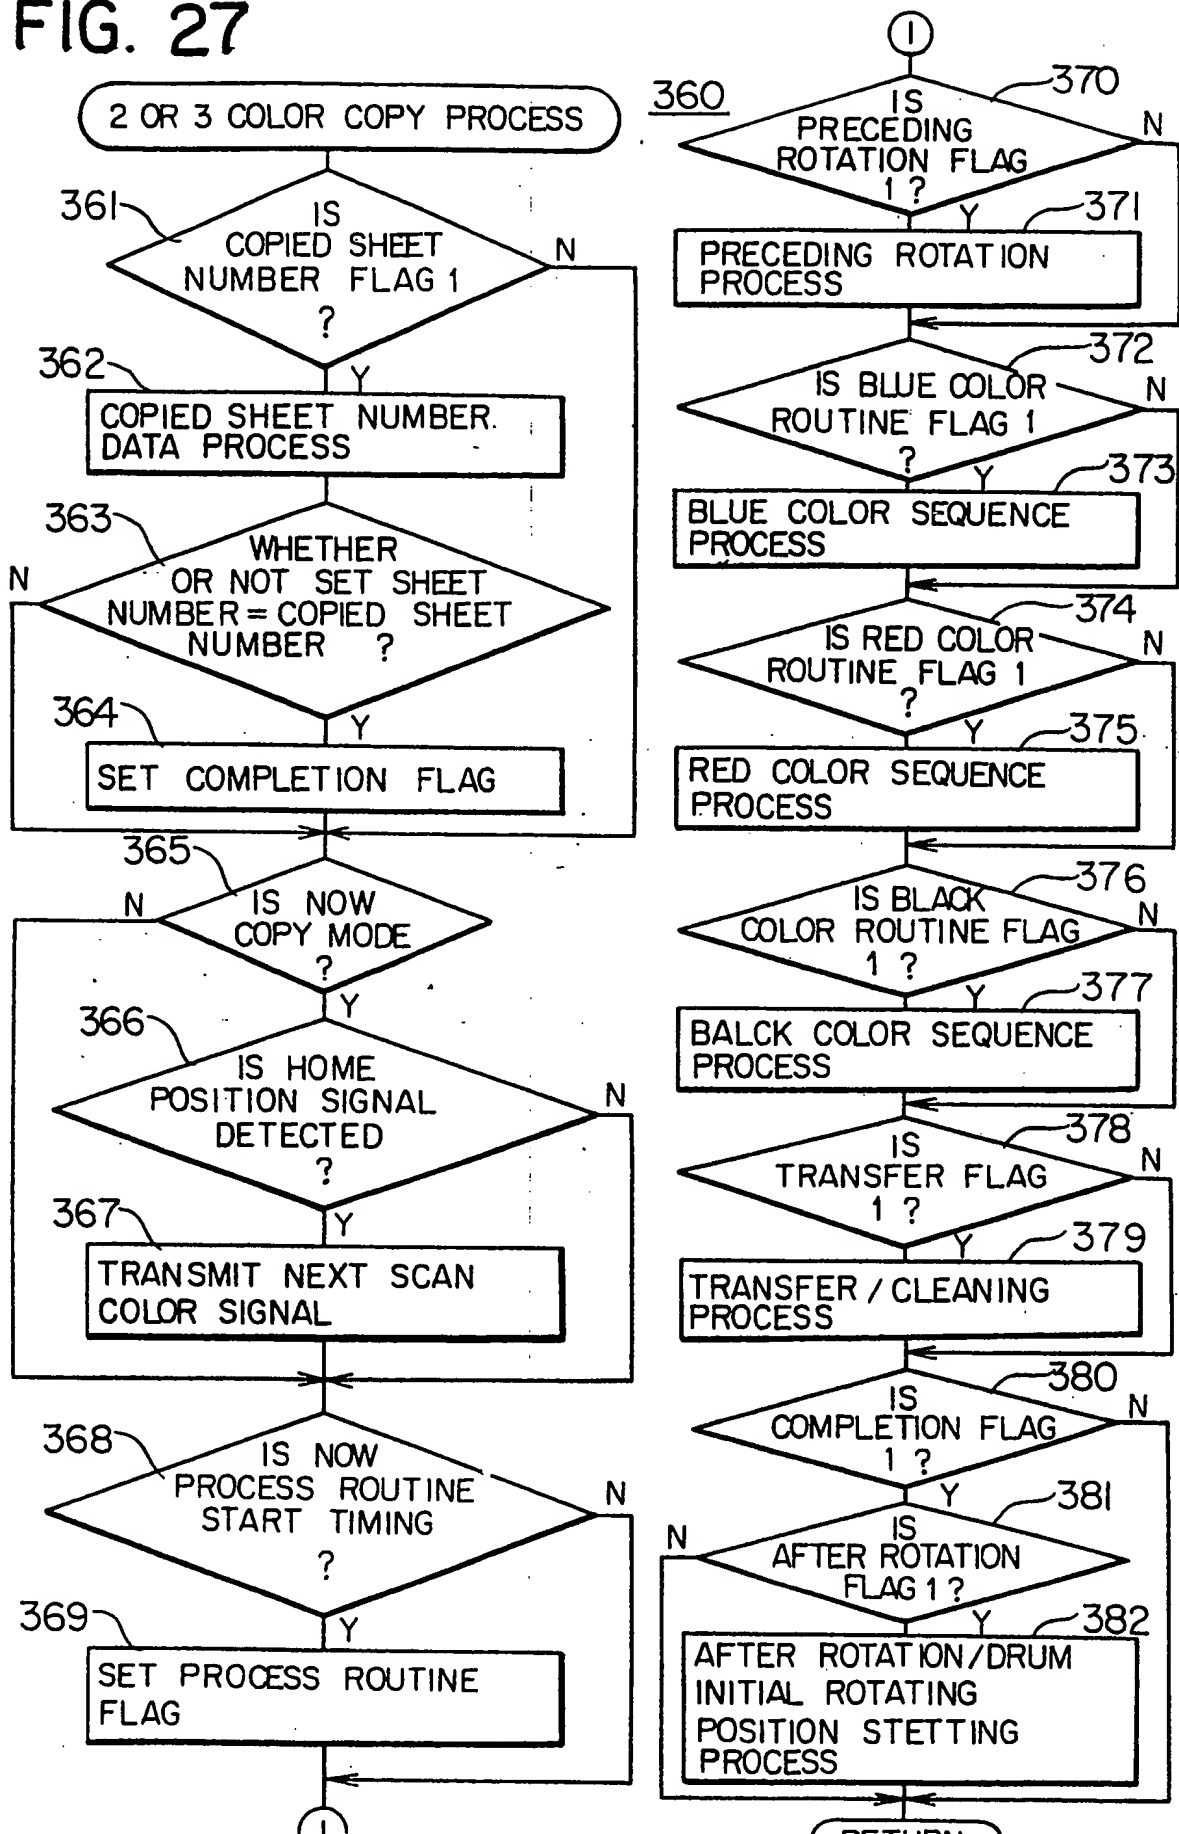 FIG. 27
2 OR 3 COLOR COPY PROCESS
361
IS
COPIED SHEET
NUMBER FLAG 1
?
N
Y
362
COPIED SHEET NUMBER.
DATA PROCESS
363
WHETHER
OR NOT SET SHEET
NUMBER = COPIED SHEET
NUMBER ?
N
Y
364
SET COMPLETION FLAG
365
IS NOW
COPY MODE
?
N
Y
366
IS HOME
POSITION SIGNAL
DETECTED
?
N
Y
367
TRANSMIT NEXT SCAN
COLOR SIGNAL
368
IS NOW
PROCESS ROUTINE
START TIMING
?
N
Y
369
SET PROCESS ROUTINE
FLAG
1
1
360
370
IS
PRECEDING
ROTATION FLAG
1 ?
N
Y
371
PRECEDING ROTATION
PROCESS
372
IS BLUE COLOR
ROUTINE FLAG 1
?
N
Y
373
BLUE COLOR SEQUENCE
PROCESS
374
IS RED COLOR
ROUTINE FLAG 1
?
N
Y
375
RED COLOR SEQUENCE
PROCESS
376
IS BLACK
COLOR ROUTINE FLAG
1 ?
N
Y
377
BALCK COLOR SEQUENCE
PROCESS
378
IS
TRANSFER FLAG
1 ?
N
Y
379
TRANSFER / CLEANING
PROCESS
380
IS
COMPLETION FLAG
1 ?
N
Y
381
IS
AFTER ROTATION
FLAG 1 ?
N
Y
382
AFTER ROTATION/DRUM
INITIAL ROTATING
POSITION STETTING
PROCESS
RETURN